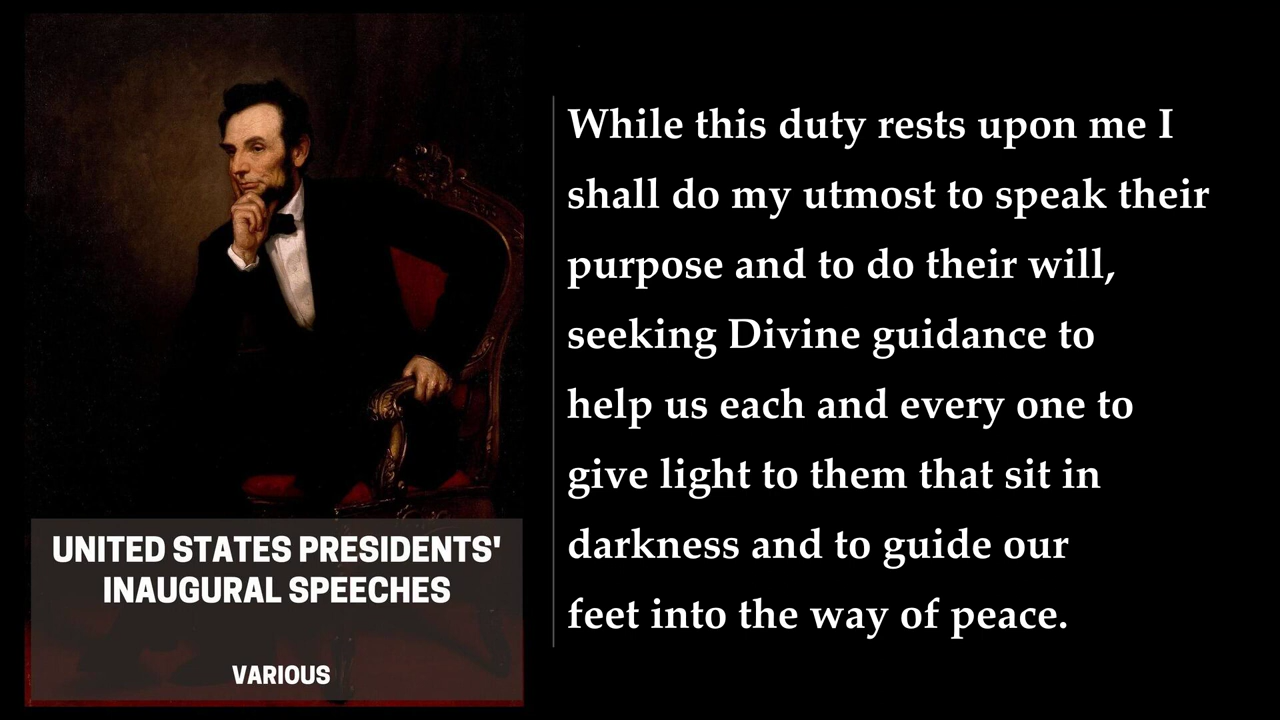 UNITED STATES PRESIDENTS'
INAUGURAL SPEECHES
VARIOUS
While this duty rests upon me I
shall do my utmost to speak their
purpose and to do their will,
seeking Divine guidance to
help us each and every one to
give light to them that sit in
darkness and to guide our
feet into the way of peace.